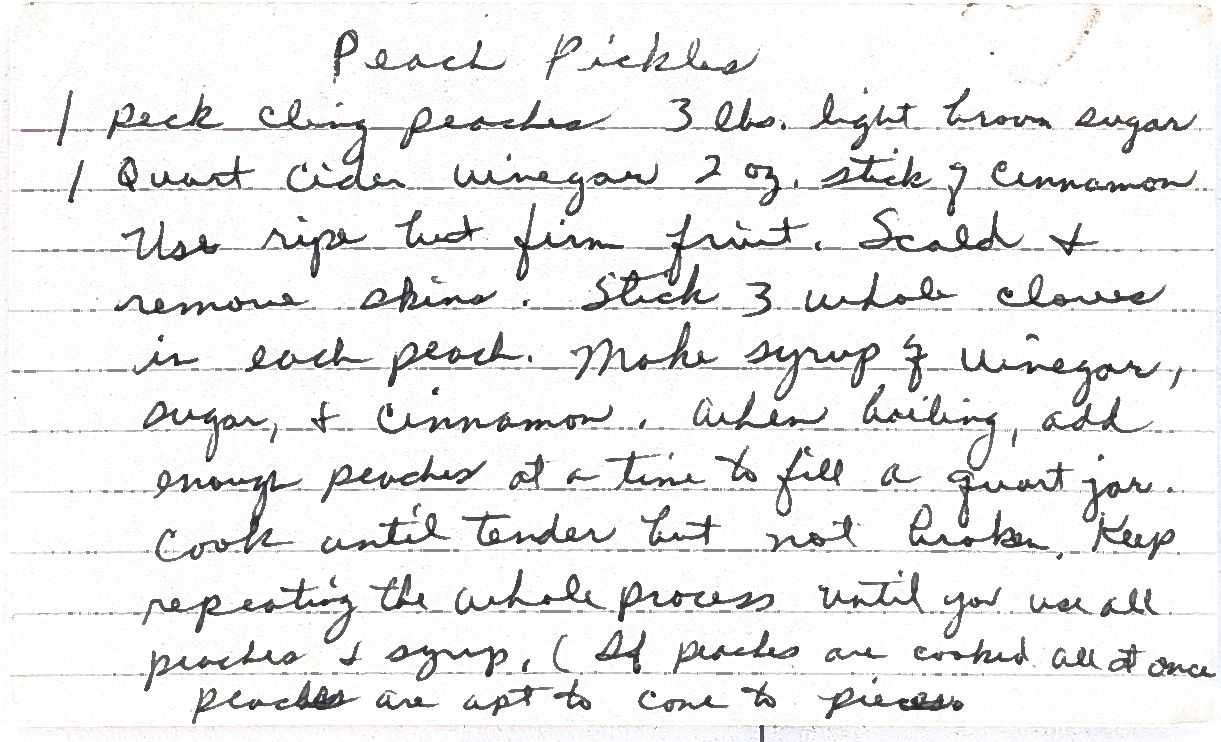 Peach Pickles
1 peck cling peaches 3 lbs. light brown sugar
1 Quart Cider vinegar 2 oz. stick of cinnamon
Use ripe but firm fruit. Scald &
remove skins. Stick 3 whole cloves
in each peach. Make syrup of vinegar,
sugar, & cinnamon. When boiling, add
enough peaches at a time to fill a quart jar.
Cook until tender but not broken. Keep
repeating the whole process until you use all
peaches & syrup. (If peaches are cooked all at once
peaches are apt to come to pieces.